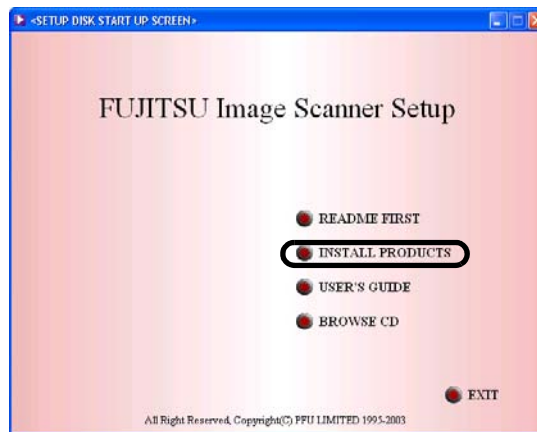 <SETUP DISK START UP SCREEN>
FUJITSU Image Scanner Setup
README FIRST
INSTALL PRODUCTS
USER'S GUIDE
BROWSE CD
EXIT
All Right Reserved, Copyright(C) PFU LIMITED 1995-2003